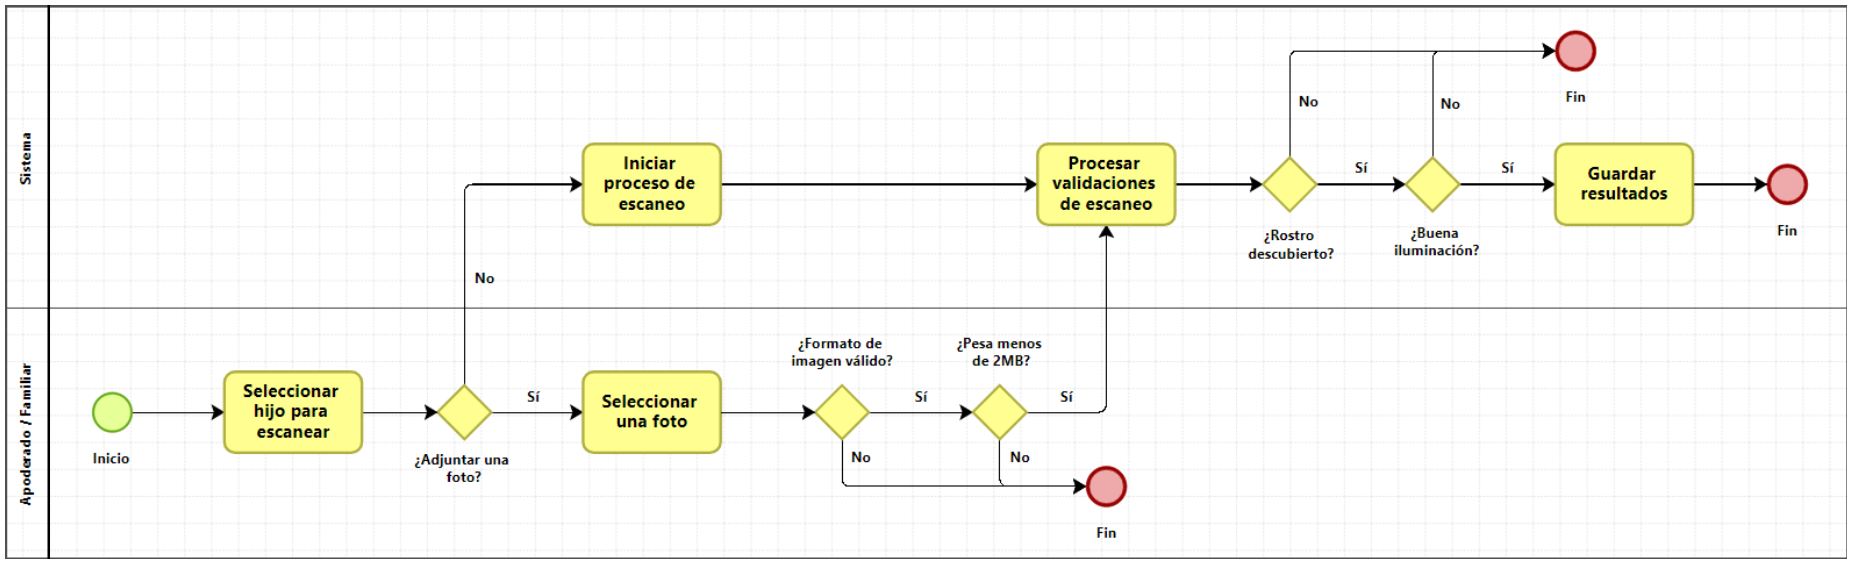 Sistema
Fin
No
No
Iniciar
proceso de
escaneo
Procesar
validaciones
de escaneo
Sí
Sí
Guardar
resultados
¿Rostro
descubierto?
¿Buena
iluminación?
Fin
No
Apoderado / Familiar
¿Formato de
imagen válido?
¿Pesa menos
de 2MB?
Inicio
Seleccionar
hijo para
escanear
Sí
Seleccionar
una foto
Sí
Sí
¿Adjuntar una
foto?
No
No
Fin